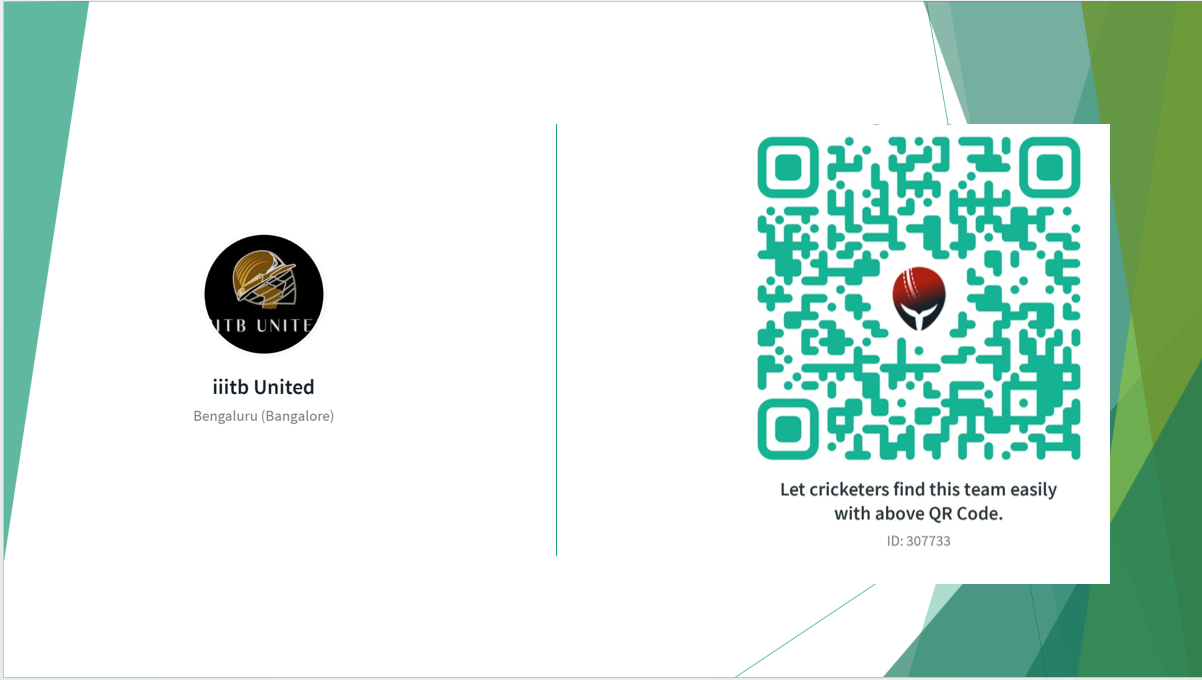 ITB UNITE
iiitb United
Bengaluru (Bangalore)
Let cricketers find this team easily
with above QR Code.
ID: 307733